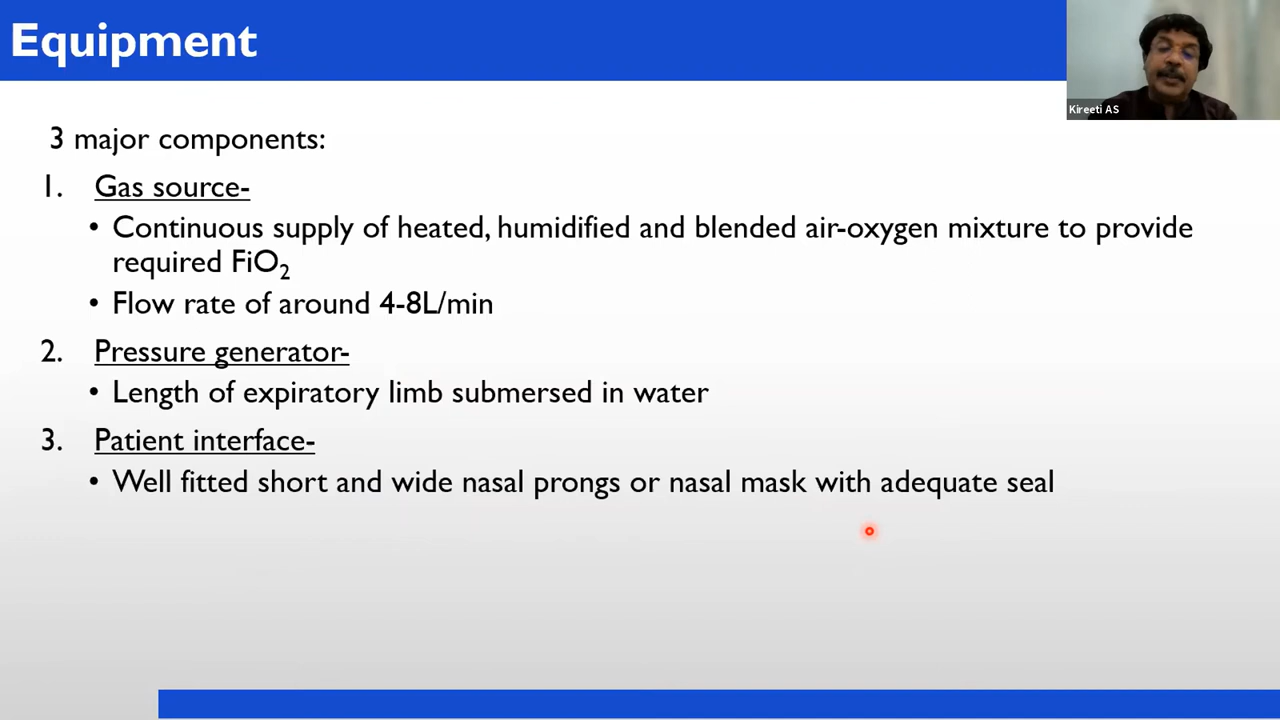 Equipment
Kireeti AS
3 major components:
1. Gas source-
• Continuous supply of heated, humidified and blended air-oxygen mixture to provide
required FiO₂
• Flow rate of around 4-8L/min
2. Pressure generator-
• Length of expiratory limb submersed in water
3. Patient interface-
• Well fitted short and wide nasal prongs or nasal mask with adequate seal